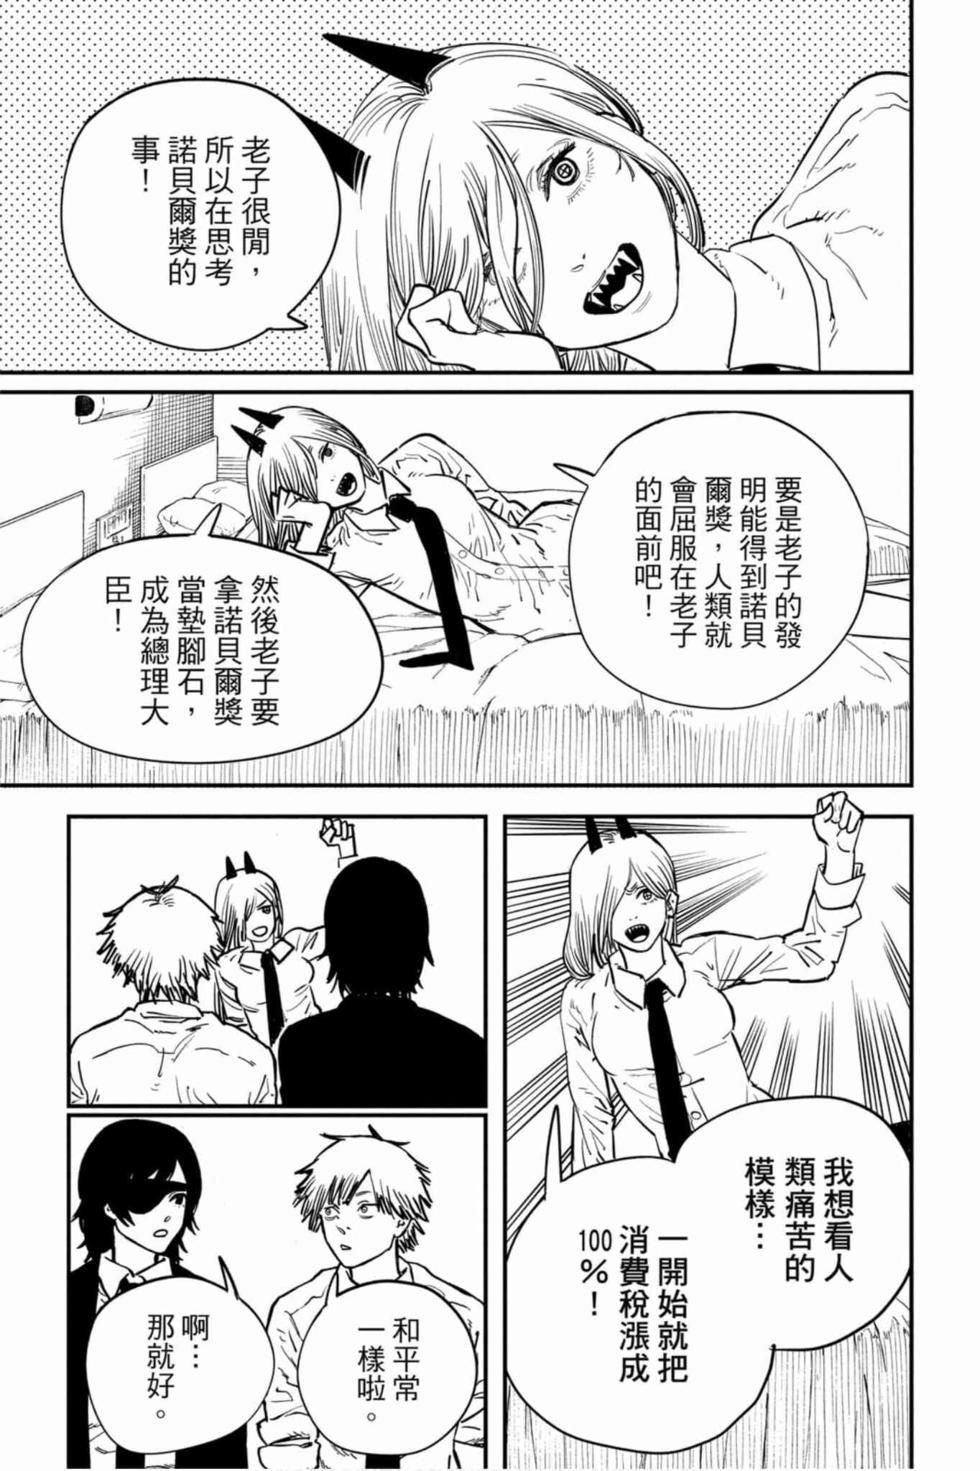 老子很閒，
所以在思考
諾貝爾獎的
事！
要是老子的發
明能得到諾貝
爾獎，人類就
會屈服在老子
的面前吧！
然後老子要
拿諾貝爾獎
當墊腳石，
成為總理大
臣！
我想看人
類痛苦的
模樣…
一開始就把
消費稅漲成
100％！
和平常
一樣啦。
啊…
那就好。